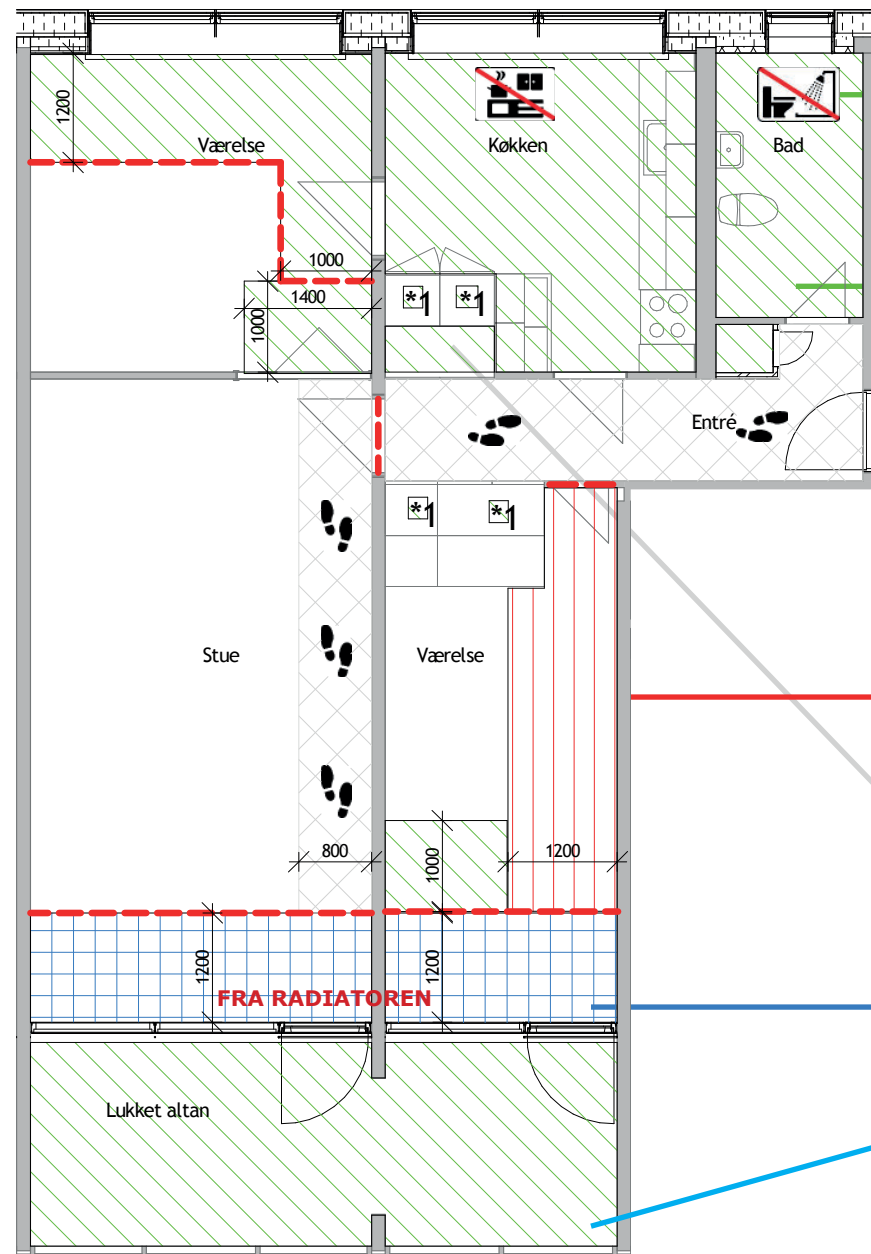 1200
Værelse
Køkken
Bad
1000
1400
1000
*1
*1
Entré
*1
*1
Stue
Værelse
800
1000
1200
1200
1200
FRA RADIATOREN
Lukket altan